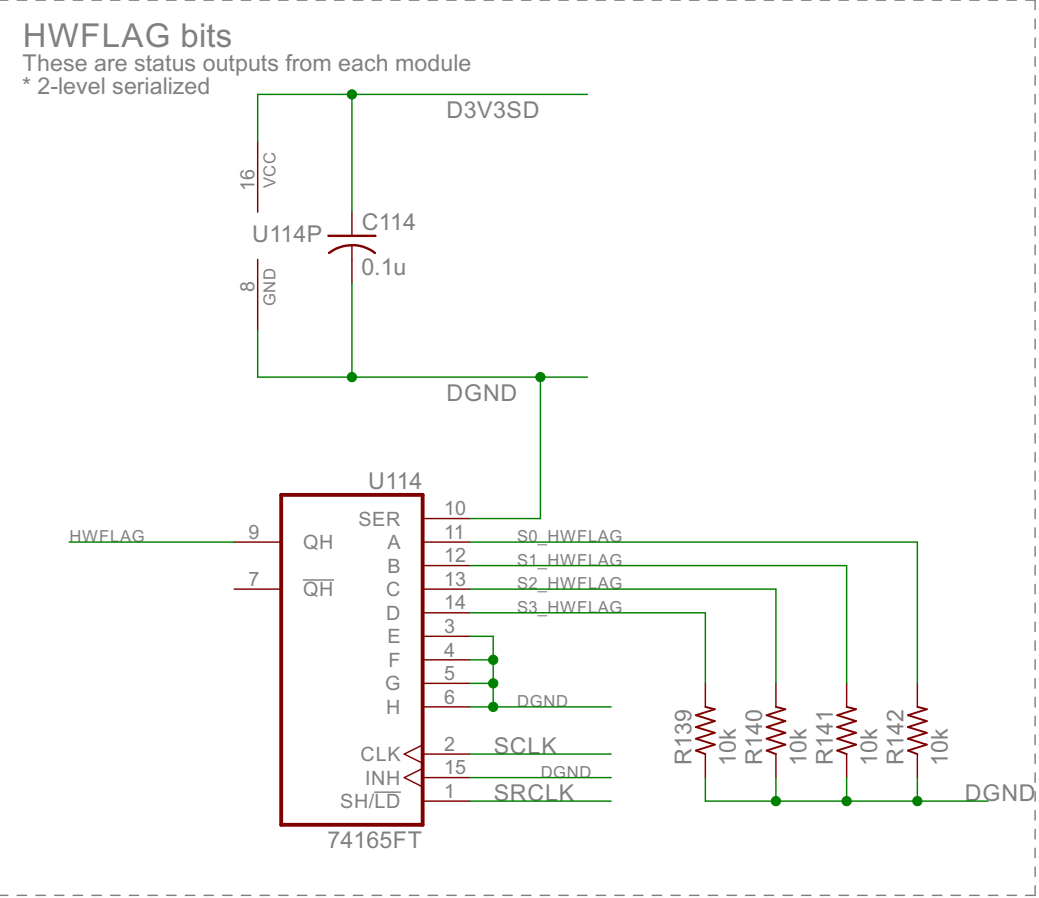 HWFLAG bits
These are status outputs from each module
* 2-level serialized
D3V3SD
16
VCC
U114P
C114
0.1u
8
GND
DGND
U114
HWFLAG
9
QH
7
QH
SER
10
A
11
S0_HWFLAG
B
12
S1_HWFLAG
C
13
S2_HWFLAG
D
14
S3_HWFLAG
E
3
F
4
G
5
H
6
DGND
CLK
2
SCLK
INH
15
DGND
SH/LD
1
SRCLK
74165FT
R139
10k
R140
10k
R141
10k
R142
10k
DGND